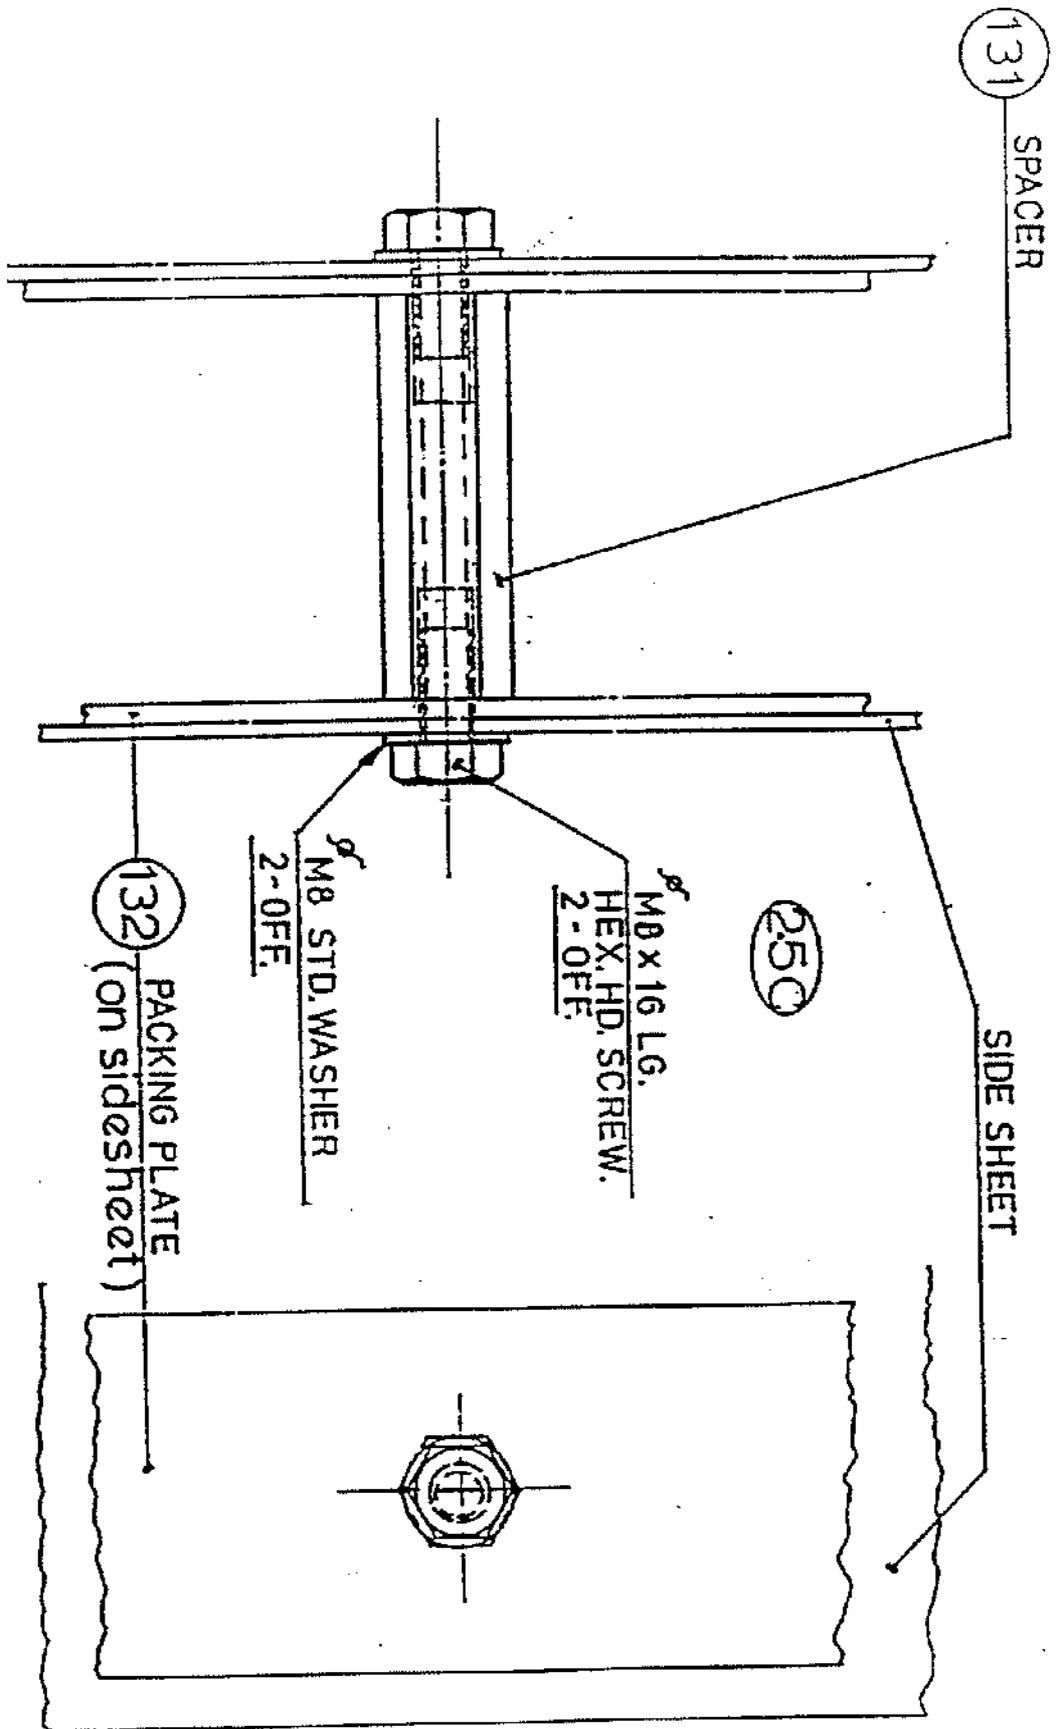 131
SPACER
SIDE SHEET
25C
M8 x 16 LG.
HEX. HD. SCREW.
2-OFF.
M8 STD. WASHER
2-OFF.
132
PACKING PLATE
(on sidesheet)